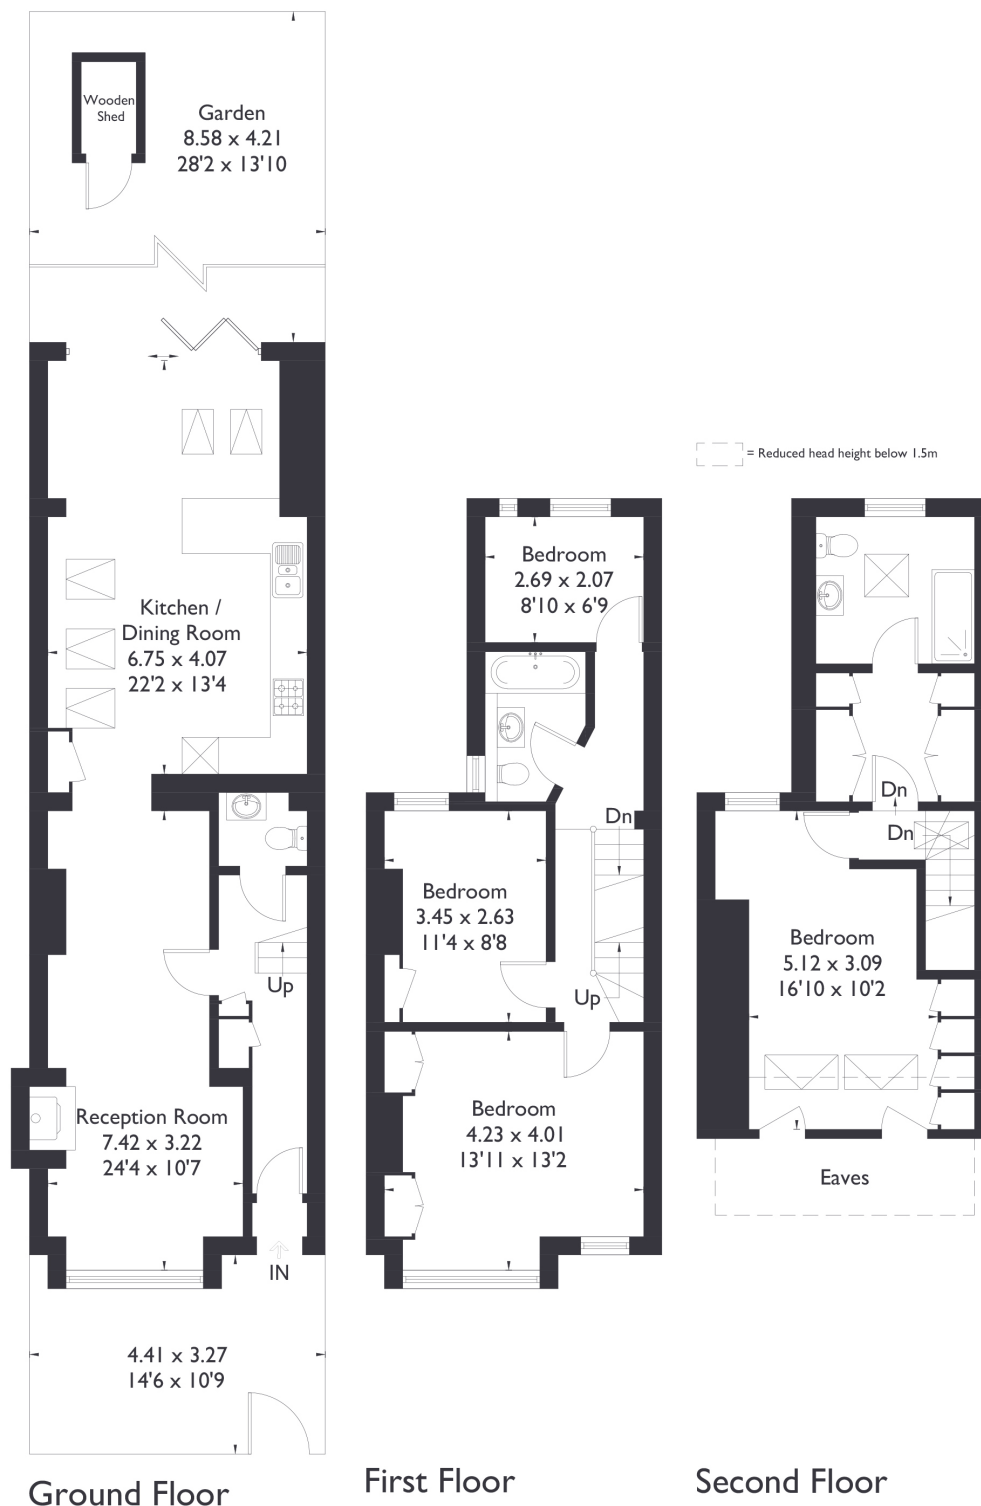 Wooden
Shed
Garden
8.58 x 4.21
28'2 x 13'10
Kitchen /
Dining Room
6.75 x 4.07
22'2 x 13'4
Up
Reception Room
7.42 x 3.22
24'4 x 10'7
IN
4.41 x 3.27
14'6 x 10'9
Ground Floor
Bedroom
2.69 x 2.07
8'10 x 6'9
Dn
Bedroom
3.45 x 2.63
11'4 x 8'8
Up
Bedroom
4.23 x 4.01
13'11 x 13'2
First Floor
= Reduced head height below 1.5m
Dn
Dn
Bedroom
5.12 x 3.09
16'10 x 10'2
Eaves
Second Floor